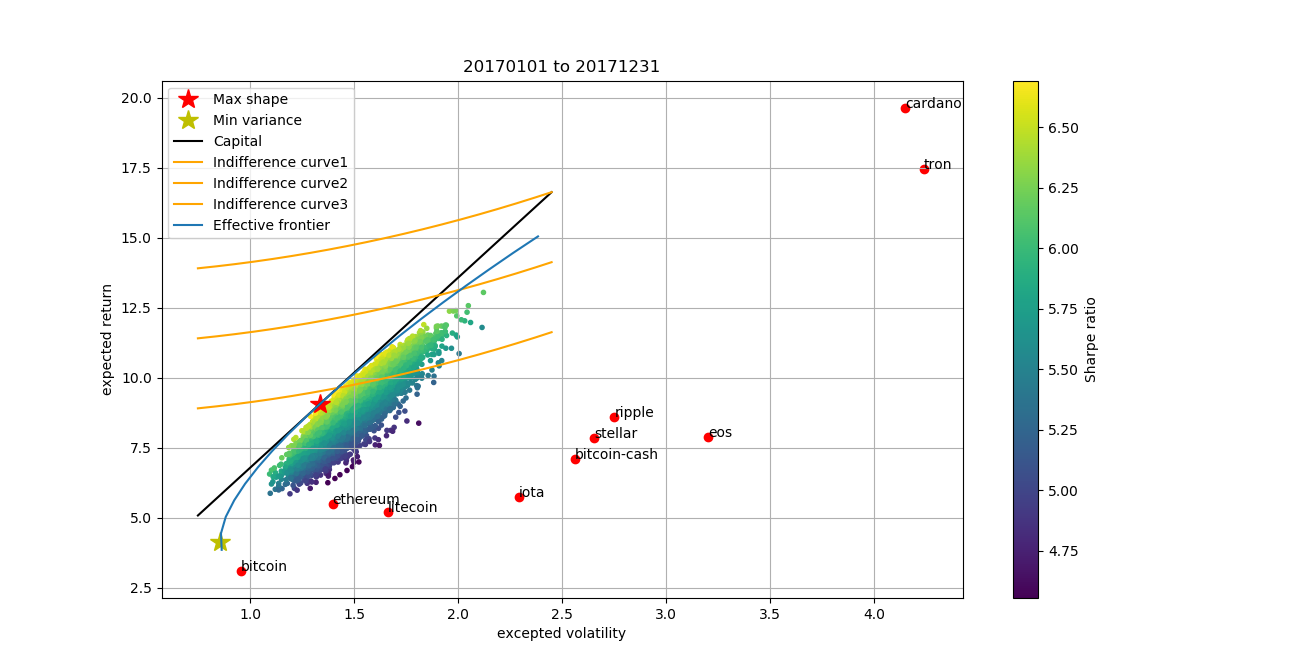 20170101 to 20171231
Max shape
Min variance
Capital
Indifference curve1
Indifference curve2
Indifference curve3
Effective frontier
expected return
20.0
17.5
15.0
12.5
10.0
7.5
5.0
2.5
cardano
tron
ripple
stellar
eos
bitcoin-cash
iota
ethereum
litecoin
bitcoin
1.0
1.5
2.0
2.5
3.0
3.5
4.0
excepted volatility
6.50
6.25
6.00
5.75
5.50
5.25
5.00
4.75
Sharpe ratio